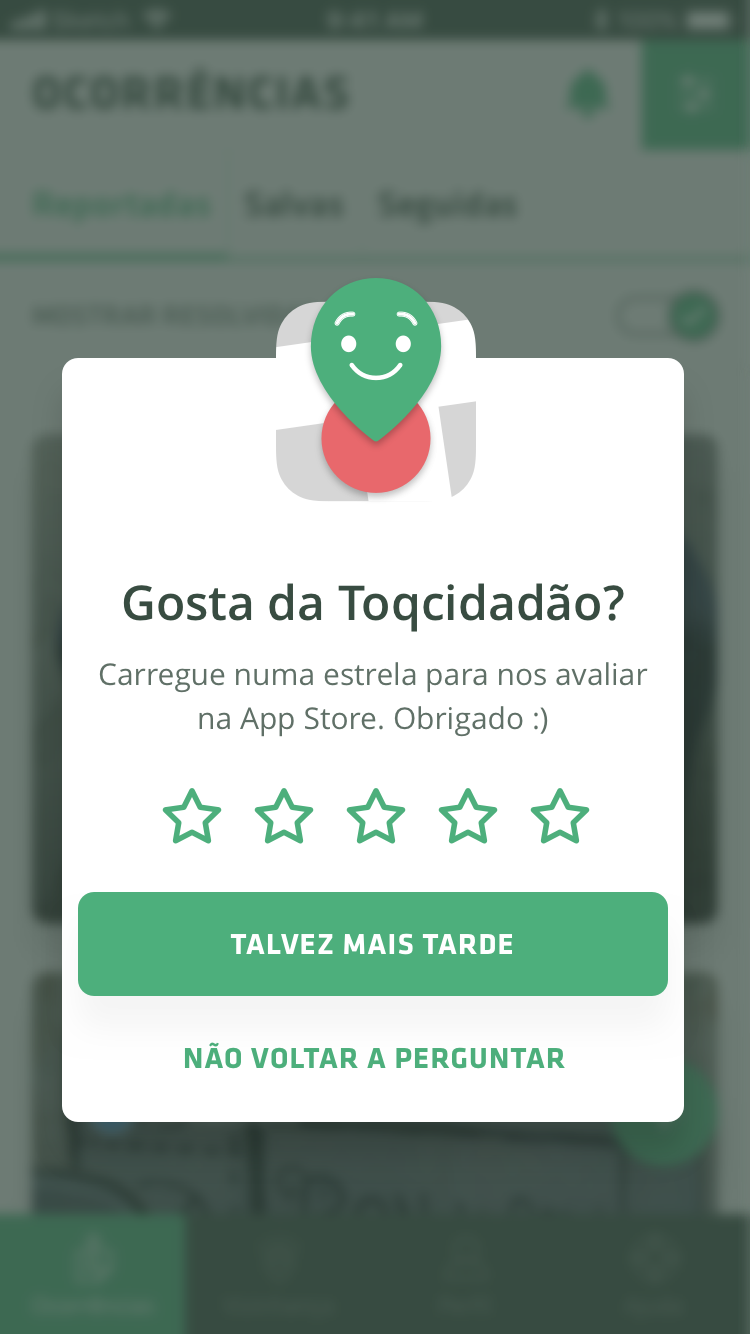 OCORRÊNCIAS
Reportadas Salvas Seguidas
MOSTRAR
Gosta da Toqcidadão?
Carregue numa estrela para nos avaliar
na App Store. Obrigado :)
TALVEZ MAIS TARDE
NÃO VOLTAR A PERGUNTAR